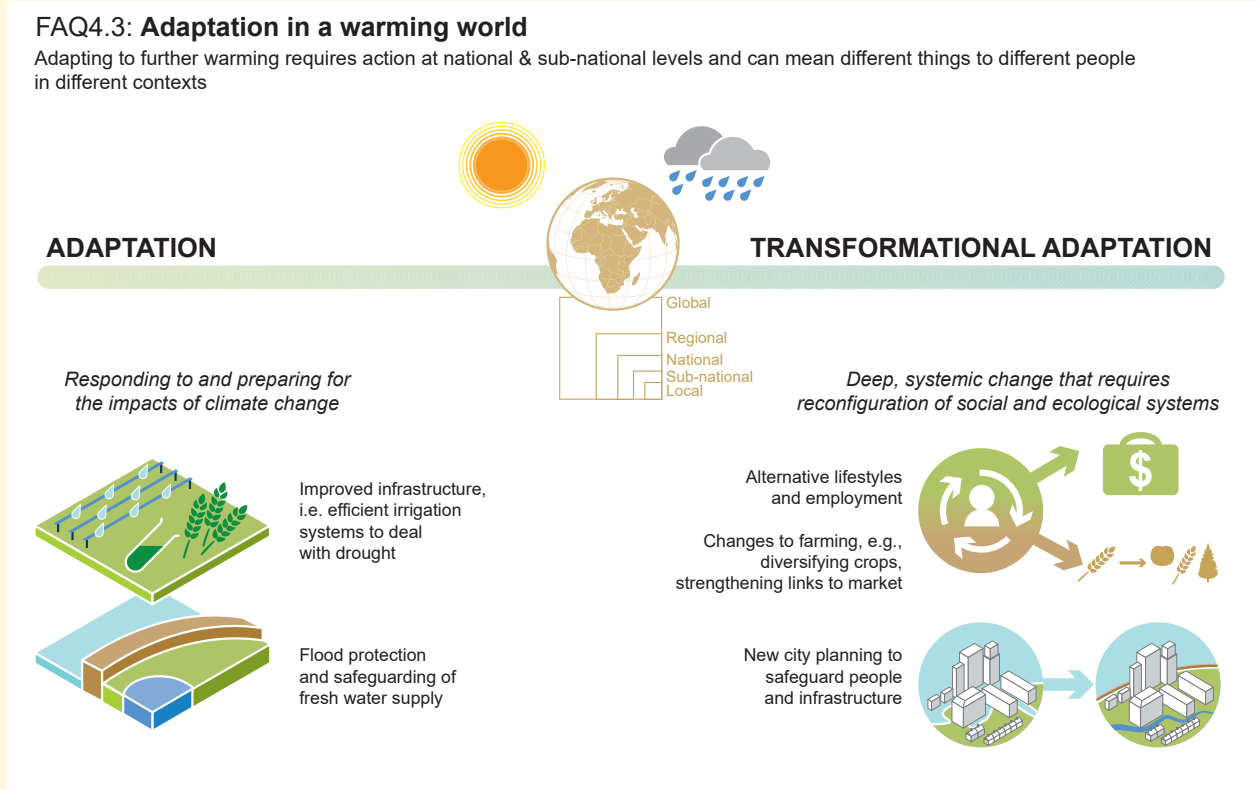 FAQ4.3: Adaptation in a warming world
Adapting to further warming requires action at national & sub-national levels and can mean different things to different people
in different contexts
ADAPTATION
TRANSFORMATIONAL ADAPTATION
Global
Regional
National
Sub-national
Local
Responding to and preparing for
the impacts of climate change
Improved infrastructure,
i.e. efficient irrigation
systems to deal
with drought
Flood protection
and safeguarding of
fresh water supply
Deep, systemic change that requires
reconfiguration of social and ecological systems
Alternative lifestyles
and employment
$
Changes to farming, e.g.,
diversifying crops,
strengthening links to market
New city planning to
safeguard people
and infrastructure